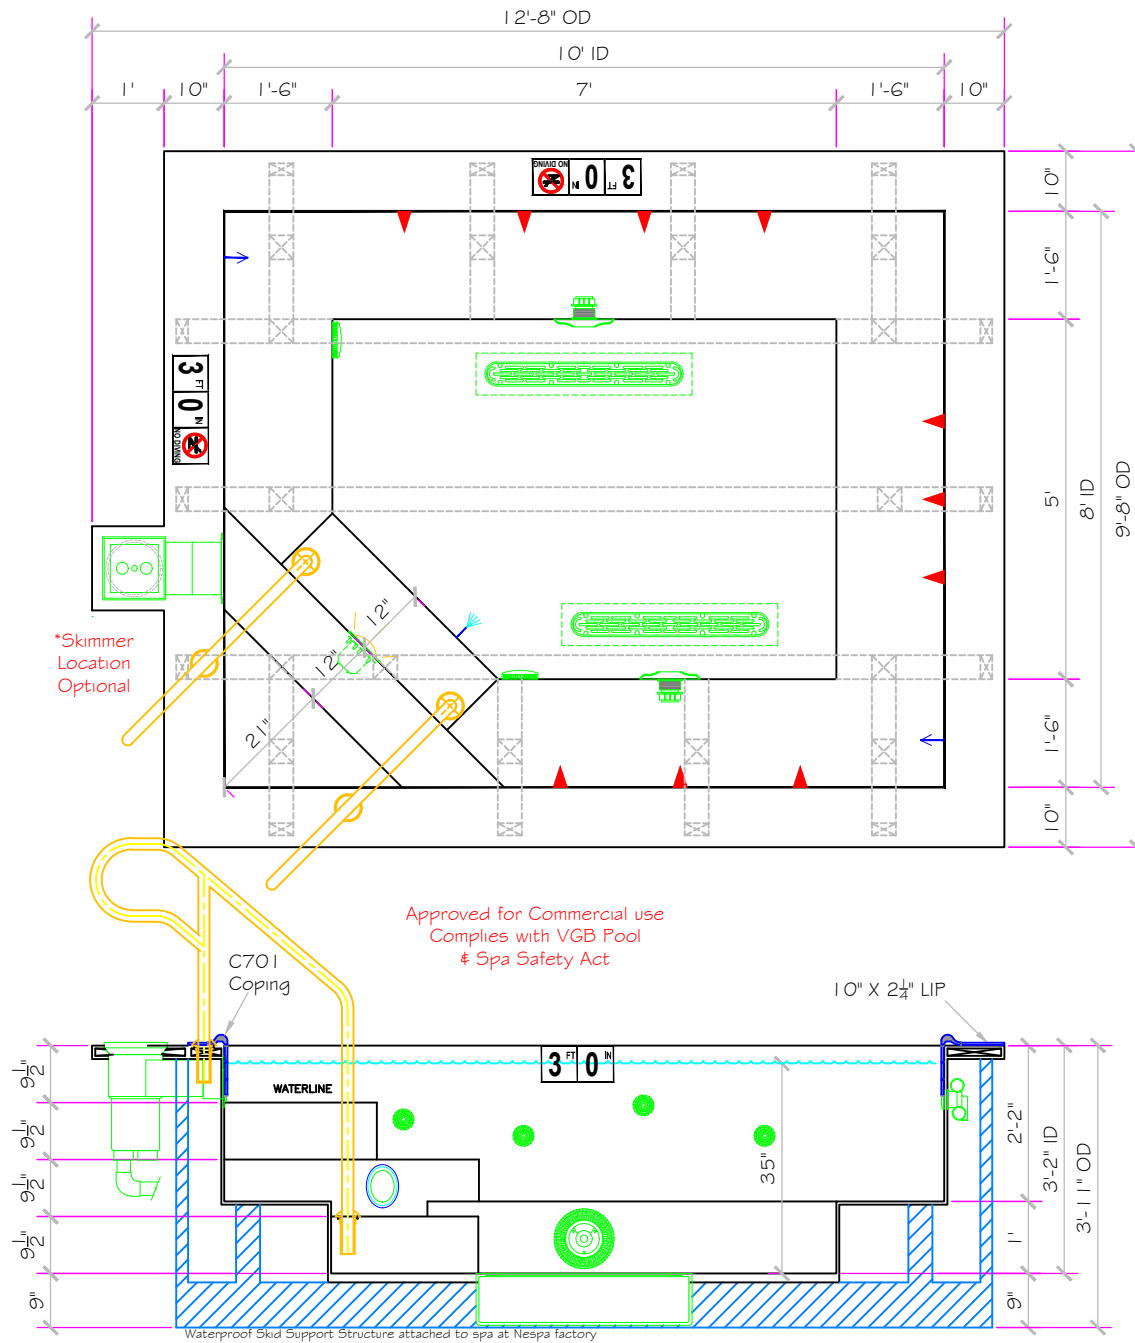 12'-8" OD
10' ID
1' 10" 1'-6" 7' 1'-6" 10"
NO DIVING 0 IN 3 FT
10"
1'-6"
5'
8' ID
9'-8" OD
1'-6"
10"
3 FT
0 IN
NO DIVING
*Skimmer
Location
Optional
12"
12"
21"
Approved for Commercial use
Complies with VGB Pool
& Spa Safety Act
C701
Coping
10" X 2¼" LIP
3 FT 0 IN
WATERLINE
9½"
9½"
9½"
9½"
9"
35"
2'-2"
3'-2" ID
3'-11" OD
1'
9"
Waterproof Skid Support Structure attached to spa at Nespa factory